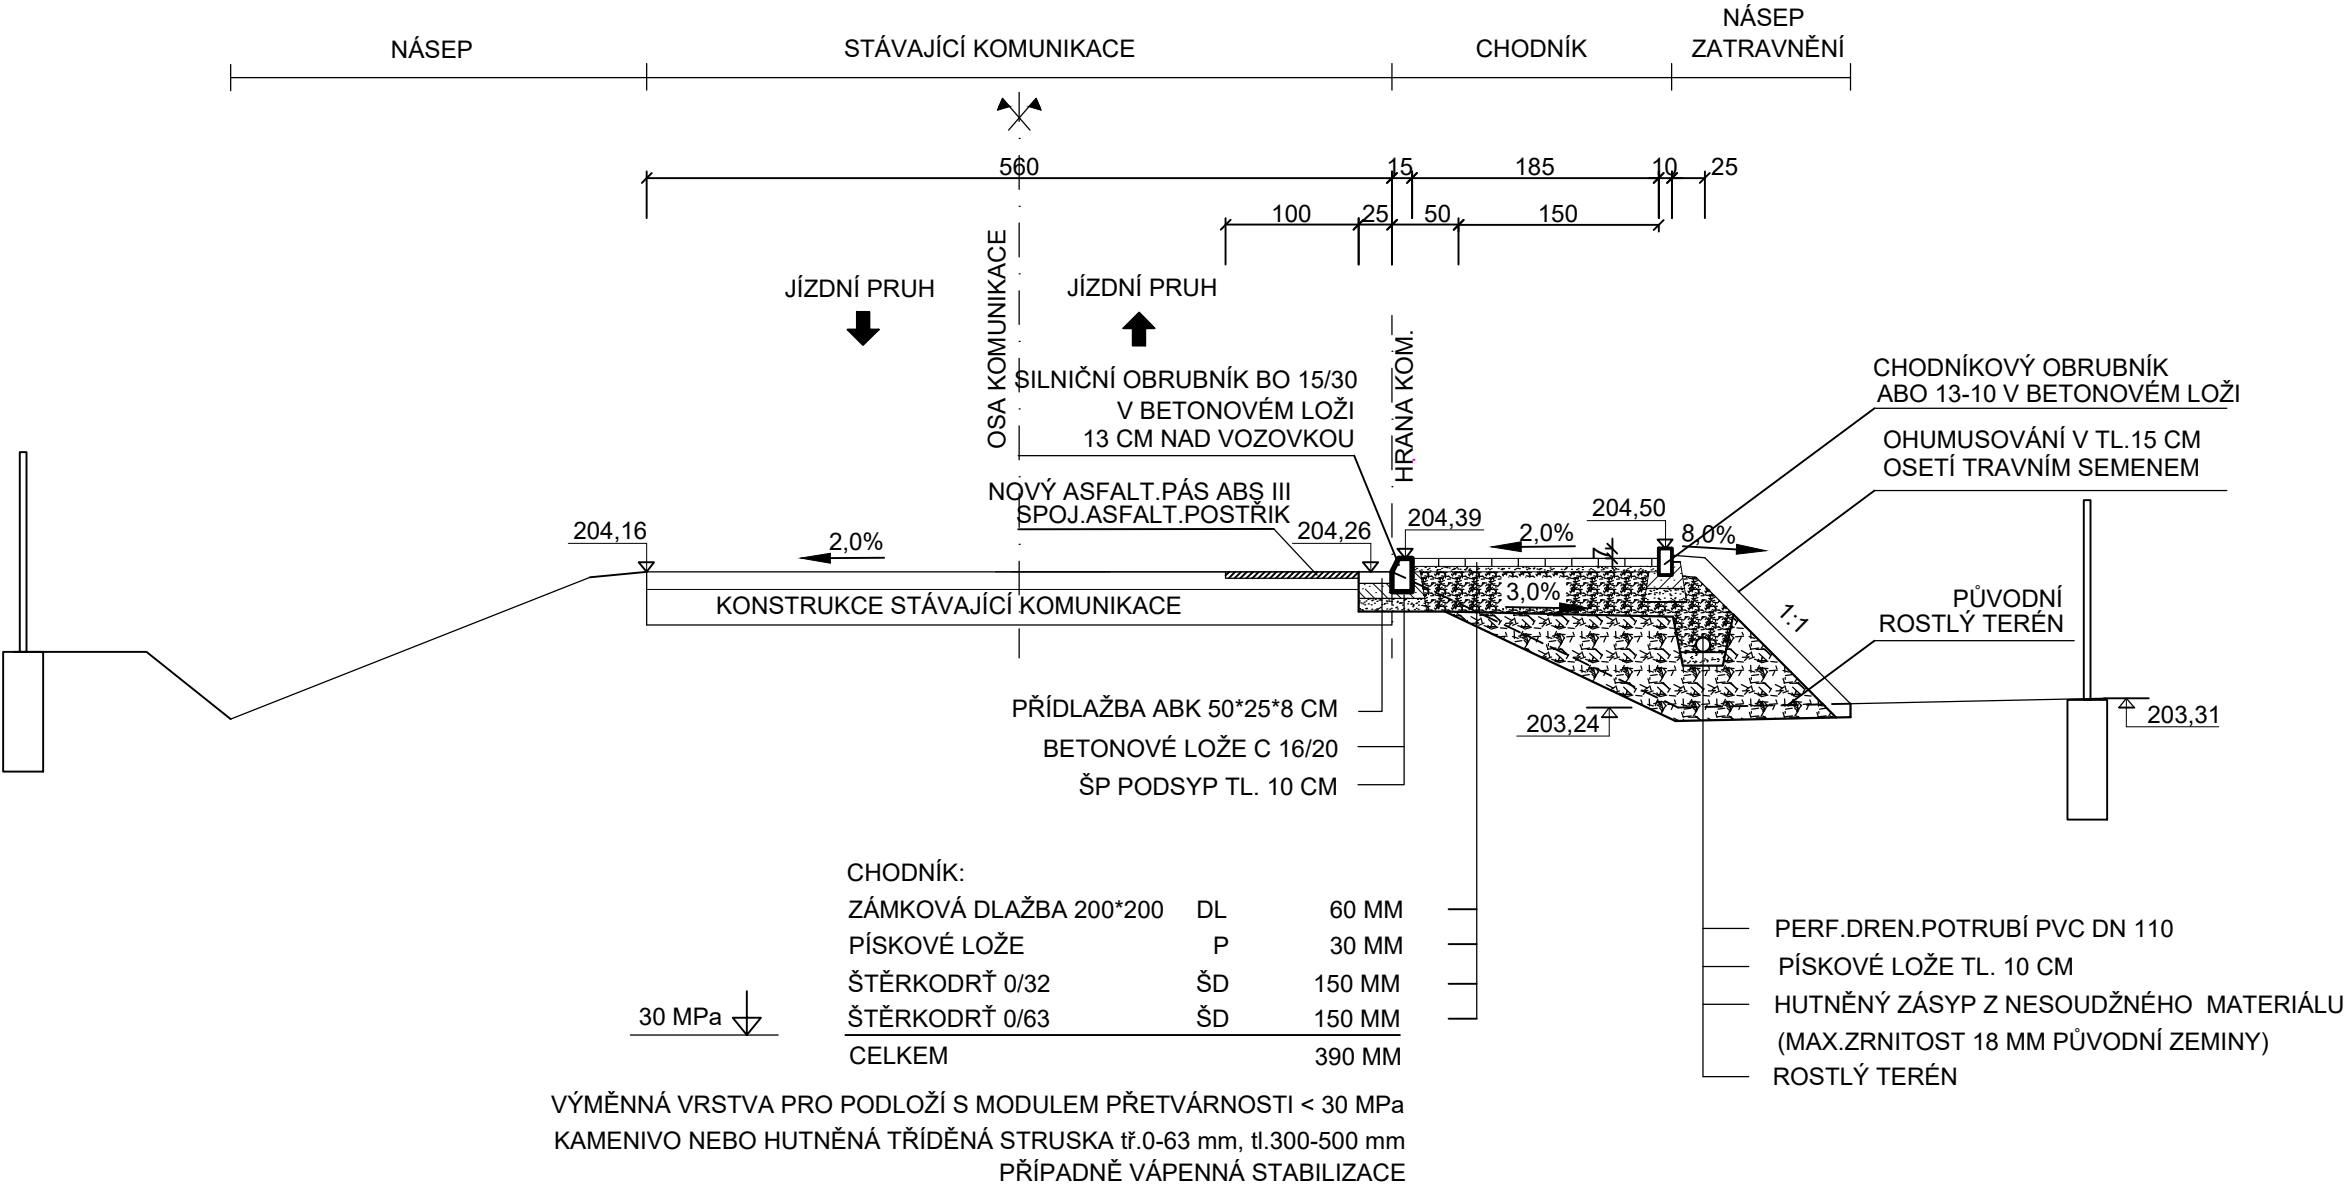 NÁSEP
STÁVAJÍCÍ KOMUNIKACE
CHODNÍK
NÁSEP
ZATRAVNĚNÍ
560
15
185
10
25
100
25
50
150
OSA KOMUNIKACE
HRANA KOM.
JÍZDNÍ PRUH
JÍZDNÍ PRUH
SILNIČNÍ OBRUBNÍK BO 15/30
V BETONOVÉM LOŽI
13 CM NAD VOZOVKOU
CHODNÍKOVÝ OBRUBNÍK
ABO 13-10 V BETONOVÉM LOŽI
OHUMUSOVÁNÍ V TL.15 CM
OSETÍ TRAVNÍM SEMENEM
NOVÝ ASFALT.PÁS ABS III
SPOJ.ASFALT.POSTŘIK
204,16
2,0%
204,26
204,39
2,0%
7
204,50
8,0%
KONSTRUKCE STÁVAJÍCÍ KOMUNIKACE
3,0%
1:1
PŮVODNÍ
ROSTLÝ TERÉN
203,24
203,31
PŘÍDLAŽBA ABK 50*25*8 CM
BETONOVÉ LOŽE C 16/20
ŠP PODSYP TL. 10 CM
CHODNÍK:
ZÁMKOVÁ DLAŽBA 200*200 DL 60 MM
PÍSKOVÉ LOŽE P 30 MM
ŠTĚRKODRŤ 0/32 ŠD 150 MM
ŠTĚRKODRŤ 0/63 ŠD 150 MM
30 MPa
CELKEM 390 MM
PERF.DREN.POTRUBÍ PVC DN 110
PÍSKOVÉ LOŽE TL. 10 CM
HUTNĚNÝ ZÁSYP Z NESOUDŽNÉHO MATERIÁLU
(MAX.ZRNITOST 18 MM PŮVODNÍ ZEMINY)
ROSTLÝ TERÉN
VÝMĚNNÁ VRSTVA PRO PODLOŽÍ S MODULEM PŘETVÁRNOSTI < 30 MPa
KAMENIVO NEBO HUTNĚNÁ TŘÍDĚNÁ STRUSKA tř.0-63 mm, tl.300-500 mm
PŘÍPADNĚ VÁPENNÁ STABILIZACE